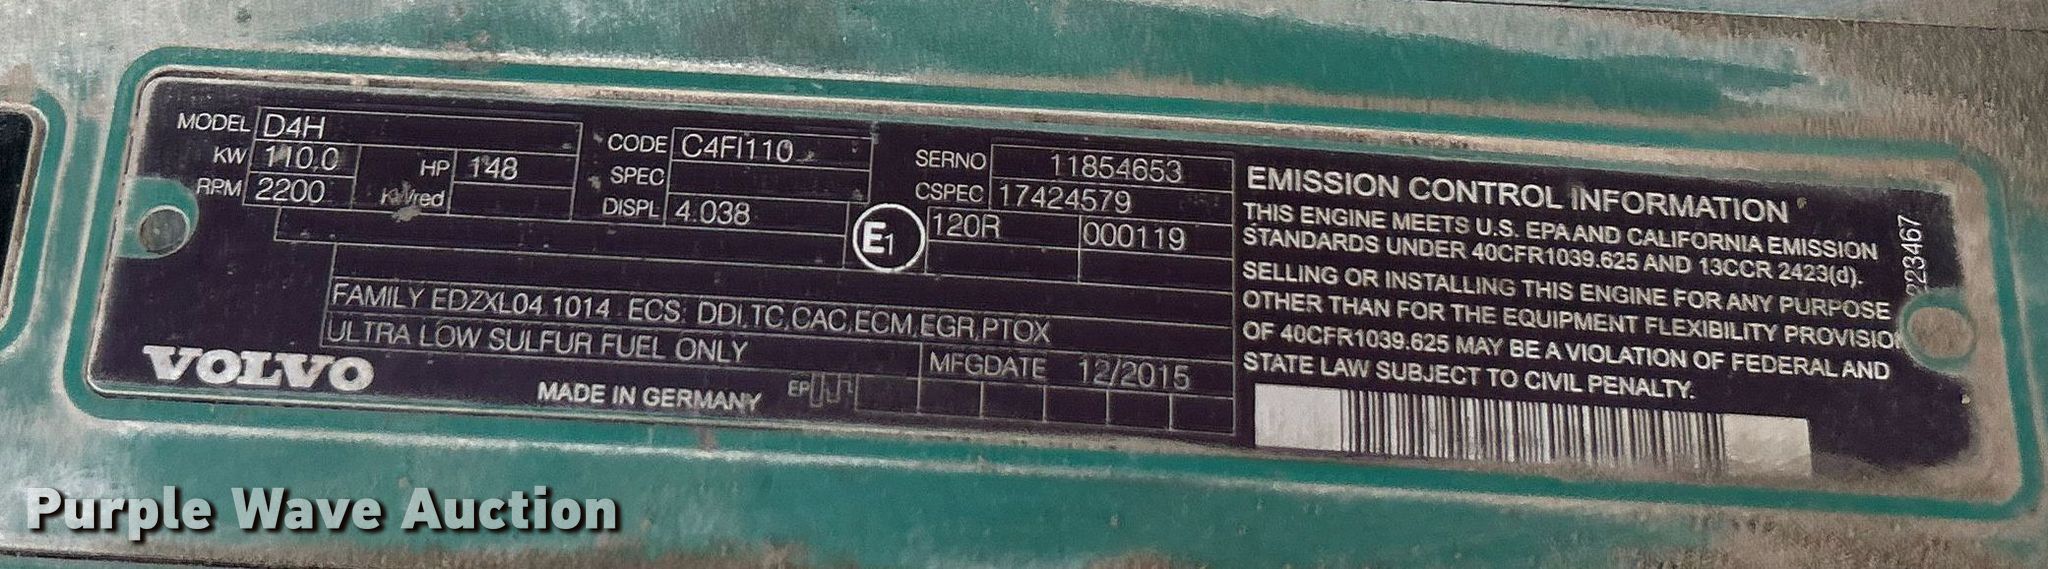 MODEL D4H
KW 110.0 HP 148
RPM 2200 KWred
CODE C4FI110
SPEC
DISPL 4.038
SERNO 11854653
CSPEC 17424579
E1 120R 000119
FAMILY EDZXL04.1014 ECS: DDI,TC,CAC,ECM,EGR,PTOX
ULTRA LOW SULFUR FUEL ONLY
MFGDATE 12/2015
VOLVO
MADE IN GERMANY
EP
EMISSION CONTROL INFORMATION
THIS ENGINE MEETS U.S. EPA AND CALIFORNIA EMISSION
STANDARDS UNDER 40CFR1039.625 AND 13CCR 2423(d).
SELLING OR INSTALLING THIS ENGINE FOR ANY PURPOSE
OTHER THAN FOR THE EQUIPMENT FLEXIBILITY PROVISION
OF 40CFR1039.625 MAY BE A VIOLATION OF FEDERAL AND
STATE LAW SUBJECT TO CIVIL PENALTY.
Purple Wave Auction